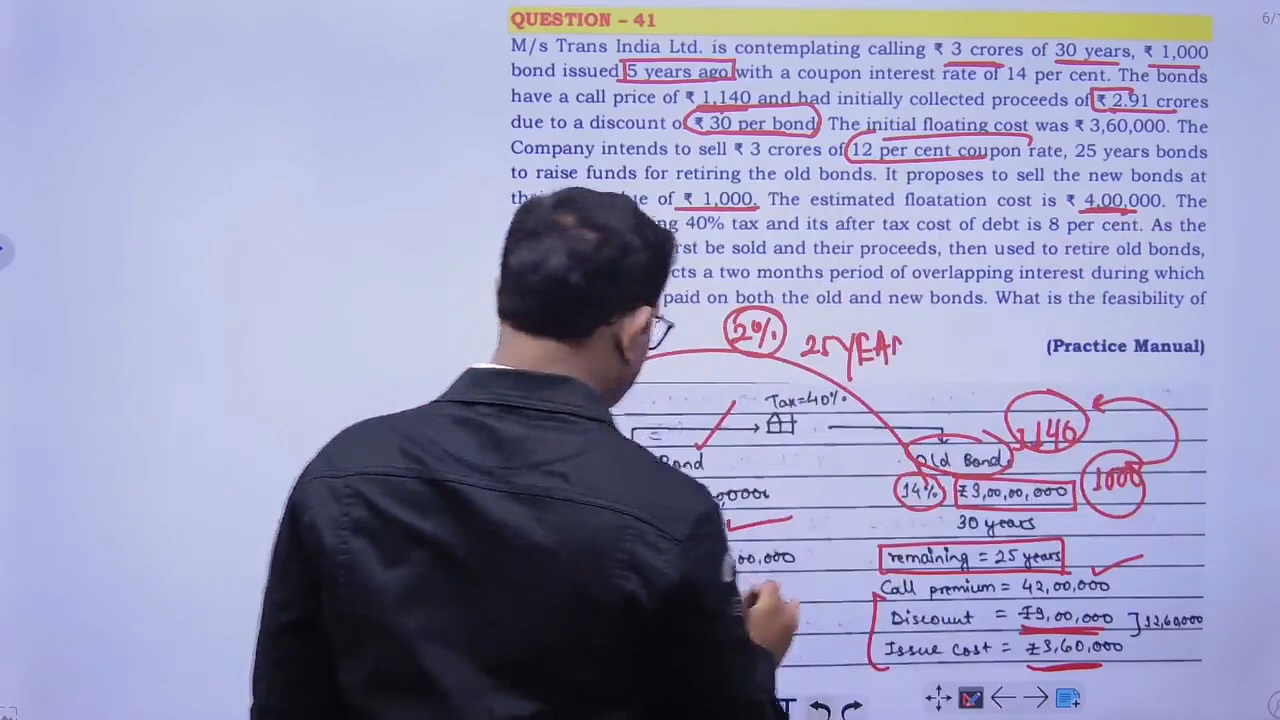 6/
QUESTION – 41
M/s Trans India Ltd. is contemplating calling ₹ 3 crores of 30 years, ₹ 1,000
bond issued 5 years ago with a coupon interest rate of 14 per cent. The bonds
have a call price of ₹ 1,140 and had initially collected proceeds of ₹ 2.91 crores
due to a discount of ₹ 30 per bond. The initial floating cost was ₹ 3,60,000. The
Company intends to sell ₹ 3 crores of 12 per cent coupon rate, 25 years bonds
to raise funds for retiring the old bonds. It proposes to sell the new bonds at
of ₹ 1,000. The estimated floatation cost is ₹ 4,00,000. The
40% tax and its after tax cost of debt is 8 per cent. As the
be sold and their proceeds, then used to retire old bonds,
a two months period of overlapping interest during which
paid on both the old and new bonds. What is the feasibility of
2% 25 YEAR
(Practice Manual)
Tax=40%
1140
Bond Old Bond
14% ₹3,00,00,000 1000
30 years
00,000 remaining = 25 years
Call premium = 42,00,000
Discount = ₹9,00,000 ]12,60,000
Issue cost = ₹3,60,000